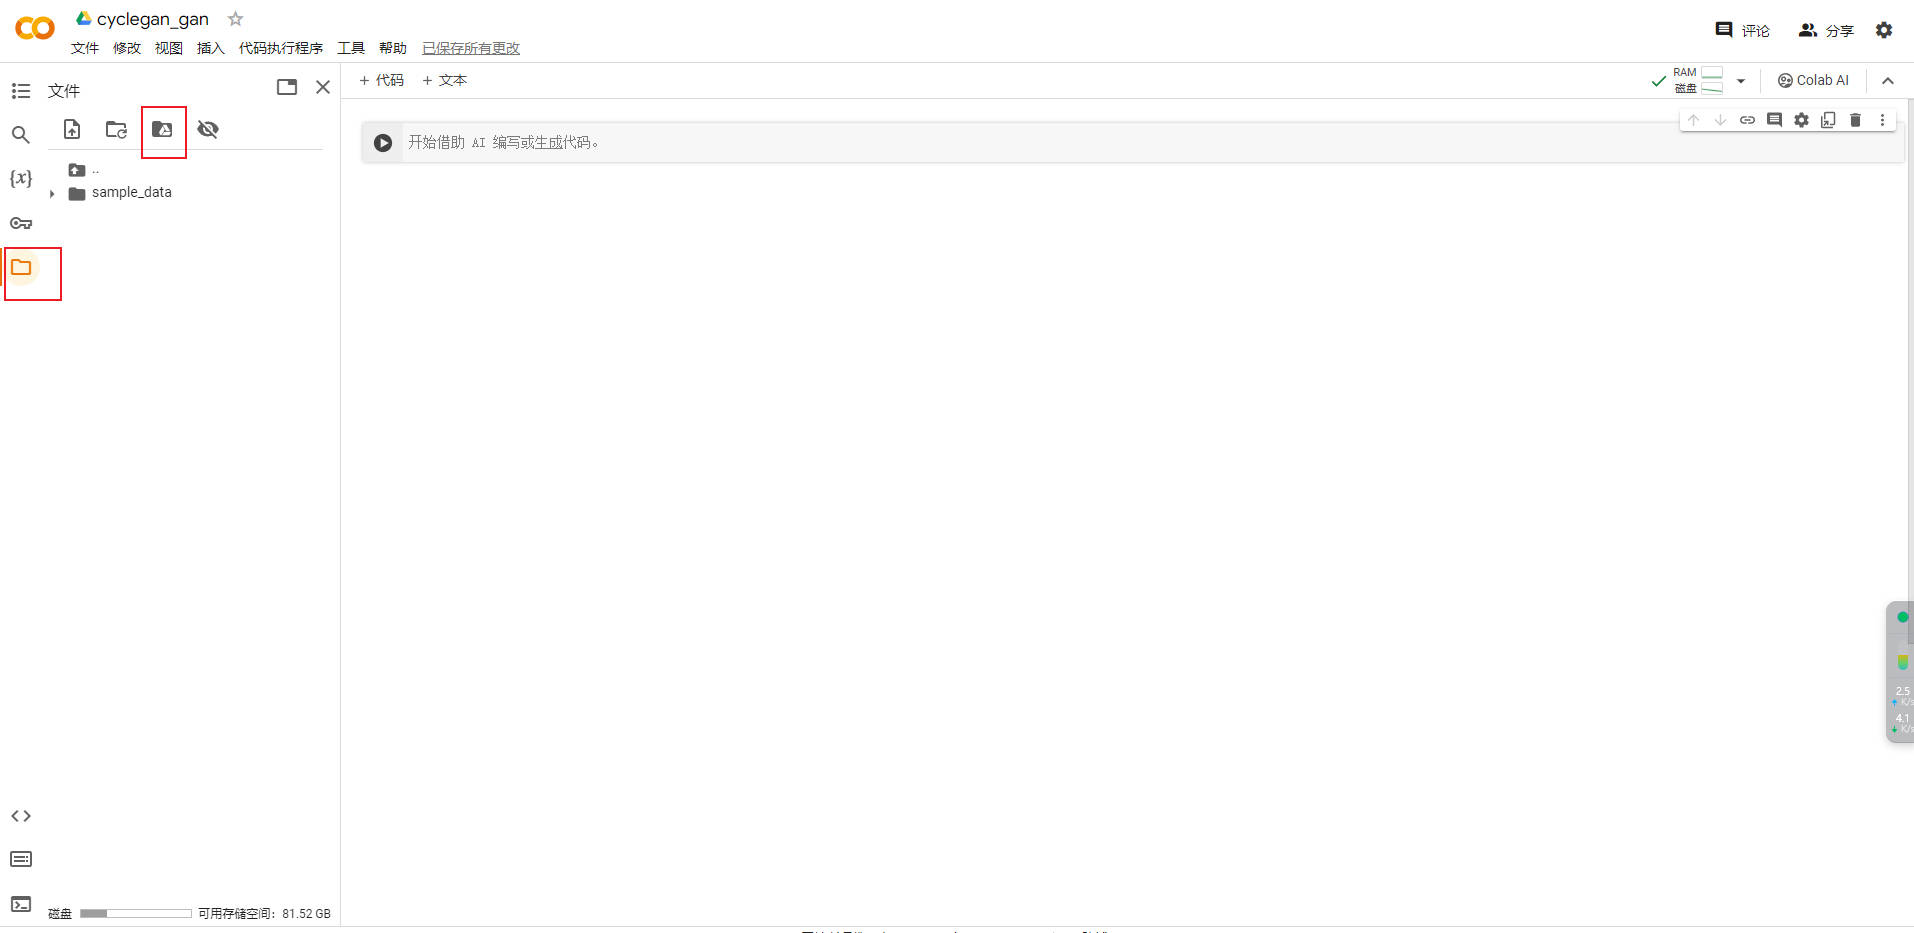 cyclegan_gan
文件 修改 视图 插入 代码执行程序 工具 帮助 已保存所有更改
评论 分享
文件
+ 代码 + 文本
RAM
磁盘
Colab AI
开始借助 AI 编写或生成代码。
..
sample_data
{x}
2.5
K/s
4.1
K/s
磁盘 可用存储空间: 81.52 GB